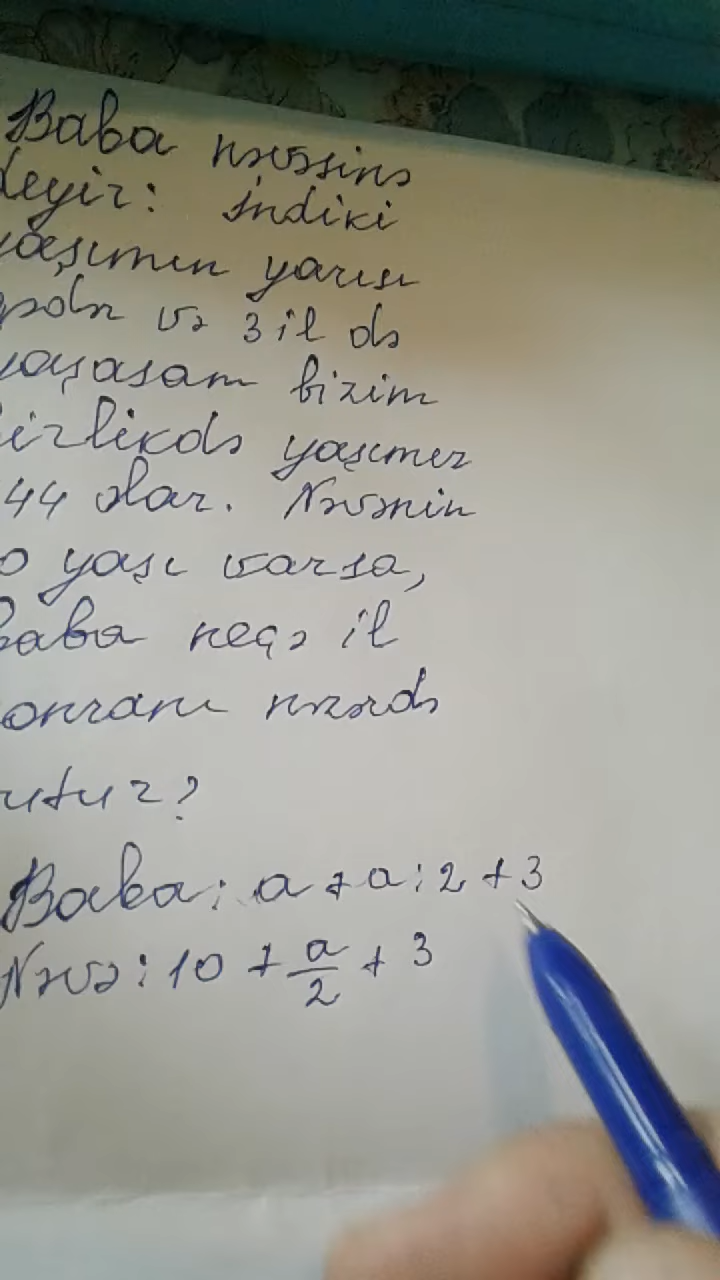 Baba nəvəsinə
deyir: İndiki
yaşımın yarısı
qədər və 3 il də
yaşasam bizim
birlikdə yaşımız
144 olar. Nəvənin
10 yaşı varsa,
baba neçə il
sonranı nəzərdə
tutur?
Baba: a + a:2 + 3
Nəvə: 10 + a/2 + 3